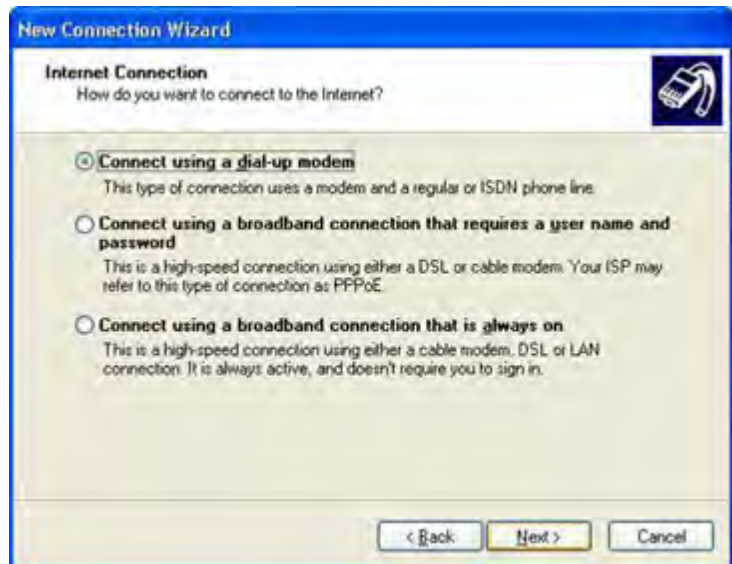 New Connection Wizard
Internet Connection
How do you want to connect to the Internet?
Connect using a dial-up modem
This type of connection uses a modem and a regular or ISDN phone line.
Connect using a broadband connection that requires a user name and
password
This is a high-speed connection using either a DSL or cable modem. Your ISP may
refer to this type of connection as PPPoE.
Connect using a broadband connection that is always on
This is a high-speed connection using either a cable modem, DSL or LAN
connection. It is always active, and doesn't require you to sign in.
< Back
Next >
Cancel